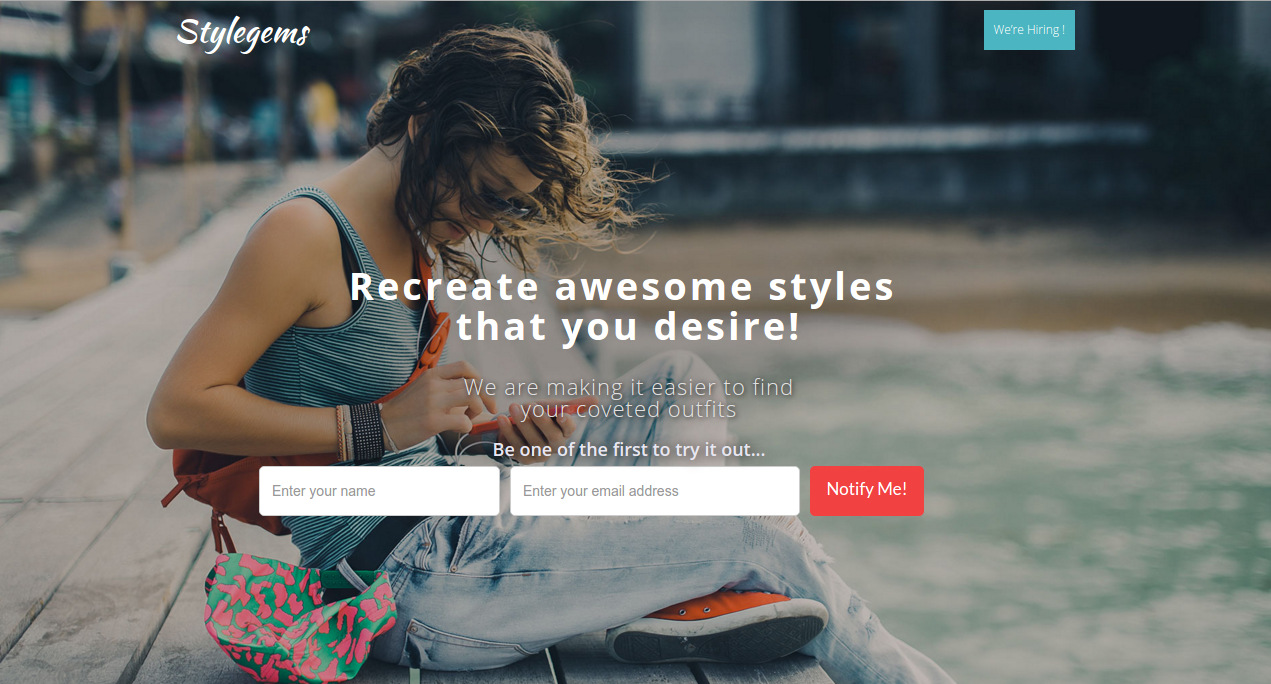 Stylegems
We're Hiring !
Recreate awesome styles
that you desire!
We are making it easier to find
your coveted outfits
Be one of the first to try it out...
Enter your name
Enter your email address
Notify Me!